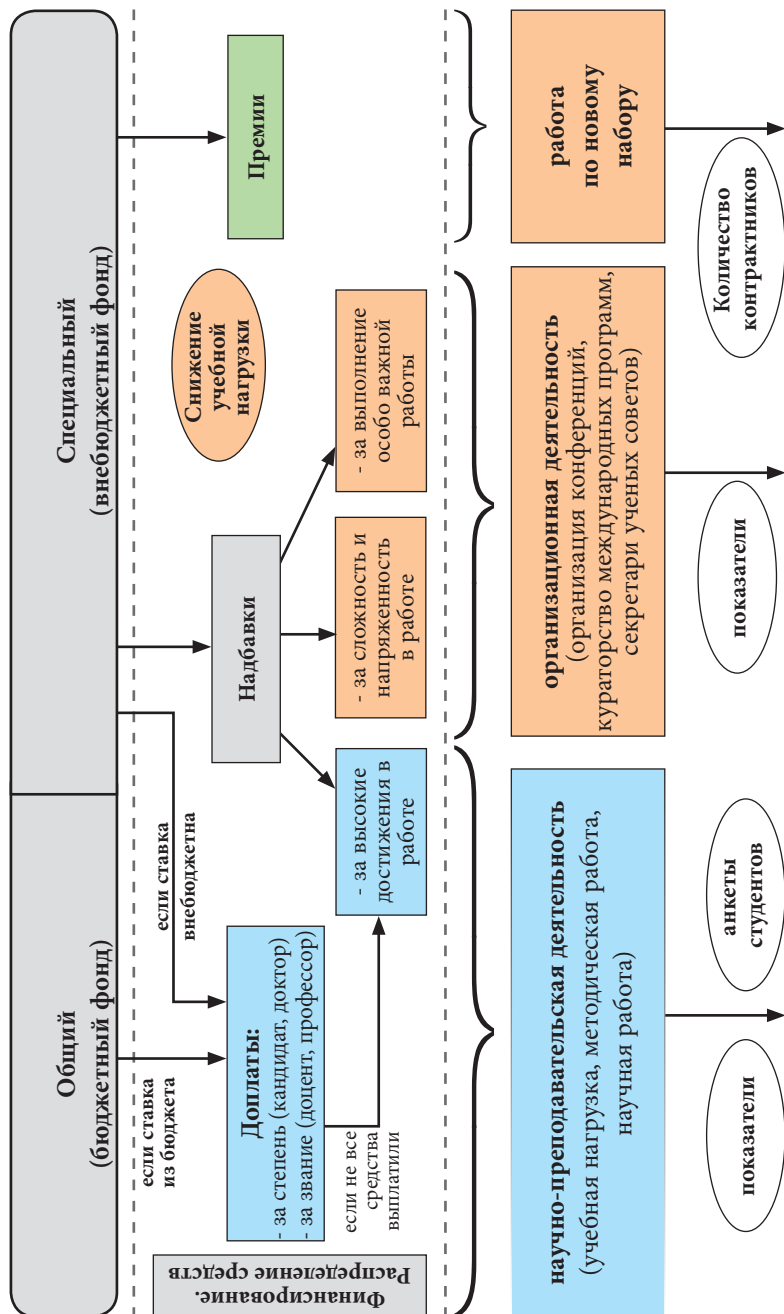 Общий
(бюджетный фонд)
Специальный
(внебюджетный фонд)
если ставка
из бюджета
если ставка
внебюджетна
Финансирование.
Распределение средств
Доплаты:
- за степень (кандидат, доктор)
- за звание (доцент, профессор)
если не все
средства
выплатили
Надбавки
- за высокие
достижения в
работе
- за сложность и
напряженность
в работе
- за выполнение
особо важной
работы
Снижение
учебной
нагрузки
Премии
научно-преподавательская деятельность
(учебная нагрузка, методическая работа,
научная работа)
организационная деятельность
(организация конференций,
кураторство международных программ,
секретари ученых советов)
работа
по новому
набору
показатели
анкеты
студентов
показатели
Количество
контрактников